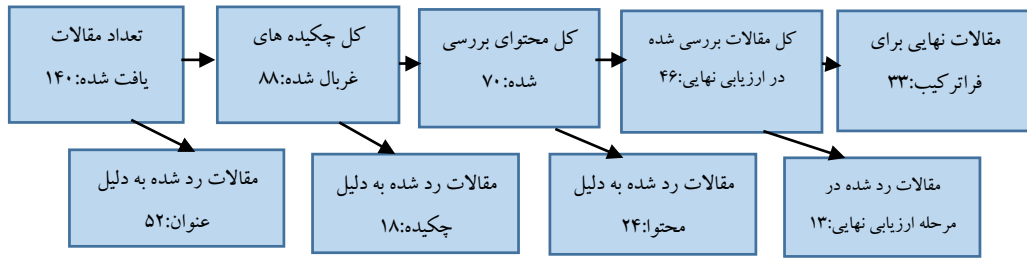 تعداد مقالات
یافت شده:۱۴۰
کل چکیده های
غربال شده:۸۸
کل محتوای بررسی
شده:۷۰
کل مقالات بررسی شده
در ارزیابی نهایی:۴۶
مقالات نهایی برای
فراترکیب:۳۳
مقالات رد شده به دلیل
عنوان:۵۲
مقالات رد شده به دلیل
چکیده:۱۸
مقالات رد شده به دلیل
محتوا:۲۴
مقالات رد شده در
مرحله ارزیابی نهایی:۱۳